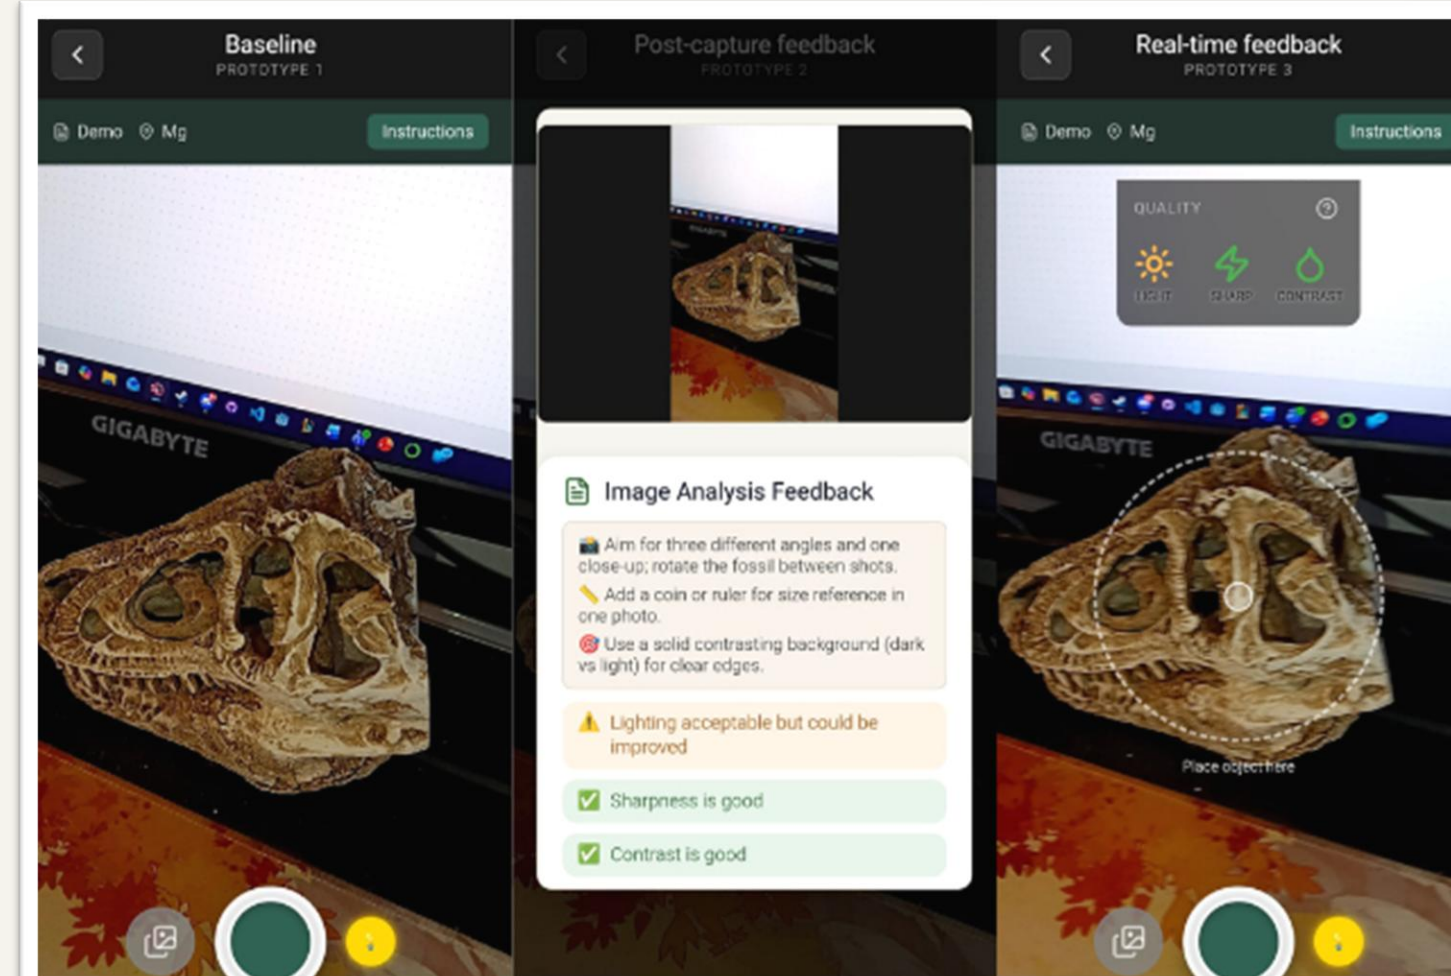 Baseline
PROTOTYPE 1
Demo
Mg
Instructions
GIGABYTE
Post-capture feedback
PROTOTYPE 2
GIGABYTE
Image Analysis Feedback
Aim for three different angles and one
close-up; rotate the fossil between shots.
Add a coin or ruler for size reference in
one photo.
Use a solid contrasting background (dark
vs light) for clear edges.
Lighting acceptable but could be
improved
Sharpness is good
Contrast is good
Real-time feedback
PROTOTYPE 3
Demo
Mg
Instructions
QUALITY
LIGHT
SHARP
CONTRAST
GIGABYTE
Place object here